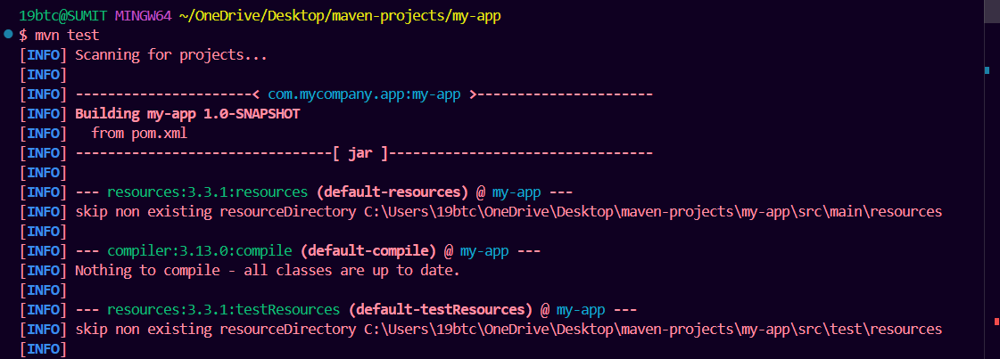 19btc@SUMIT MINGW64 ~/OneDrive/Desktop/maven-projects/my-app
$ mvn test
[INFO] Scanning for projects...
[INFO]
[INFO] ----------------------< com.mycompany.app:my-app >----------------------
[INFO] Building my-app 1.0-SNAPSHOT
[INFO]   from pom.xml
[INFO] --------------------------------[ jar ]---------------------------------
[INFO]
[INFO] --- resources:3.3.1:resources (default-resources) @ my-app ---
[INFO] skip non existing resourceDirectory C:\Users\19btc\OneDrive\Desktop\maven-projects\my-app\src\main\resources
[INFO]
[INFO] --- compiler:3.13.0:compile (default-compile) @ my-app ---
[INFO] Nothing to compile - all classes are up to date.
[INFO]
[INFO] --- resources:3.3.1:testResources (default-testResources) @ my-app ---
[INFO] skip non existing resourceDirectory C:\Users\19btc\OneDrive\Desktop\maven-projects\my-app\src\test\resources
[INFO]